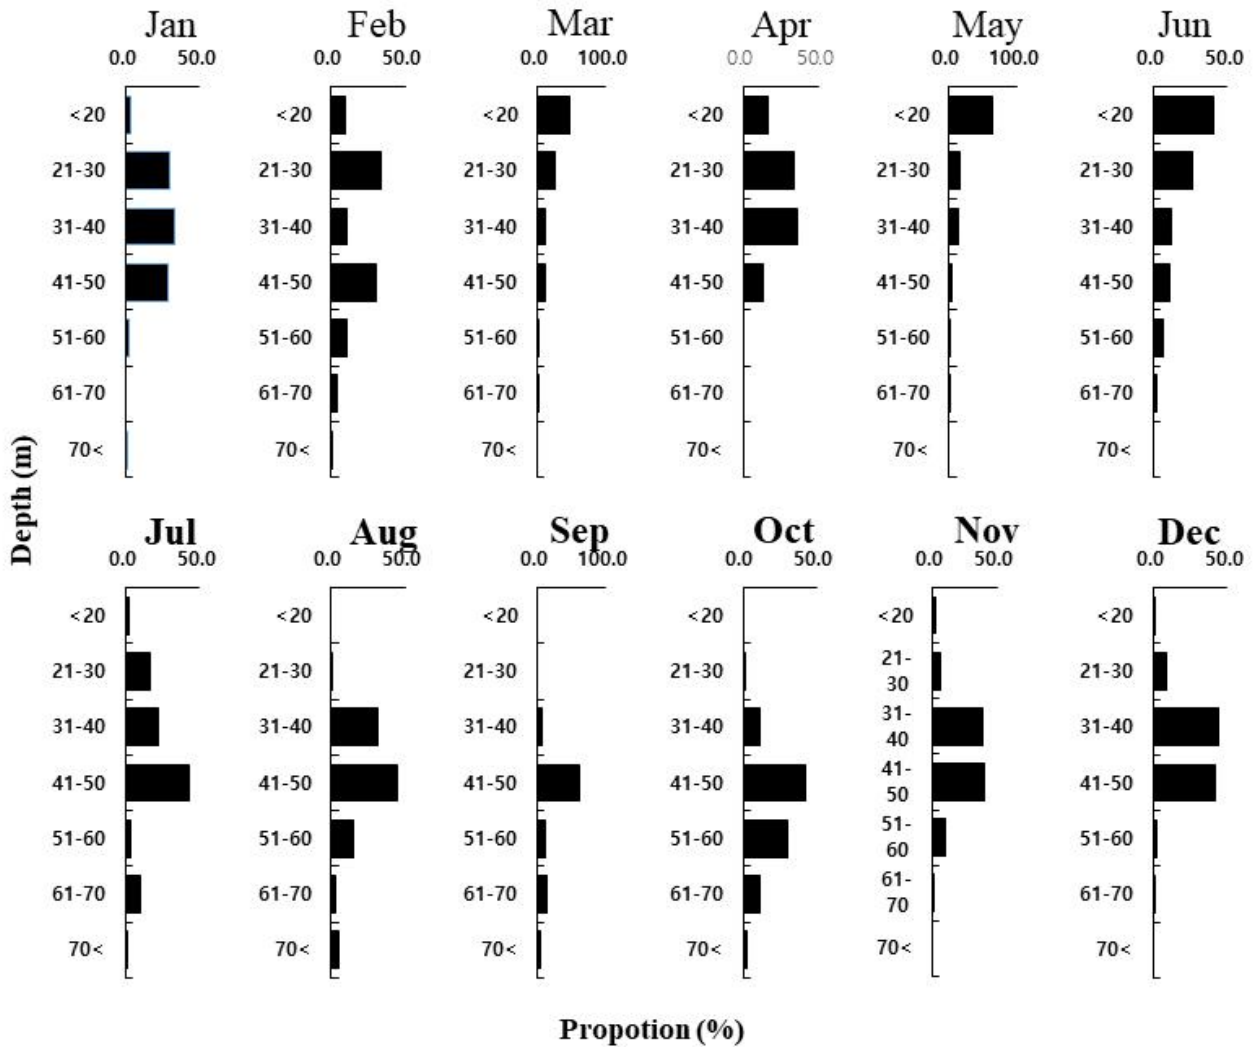 Jan Feb Mar Apr May Jun
0.0 50.0 0.0 50.0 0.0 100.0 0.0 50.0 0.0 100.0 0.0 50.0
<20 <20 <20 <20 <20 <20
21-30 21-30 21-30 21-30 21-30 21-30
31-40 31-40 31-40 31-40 31-40 31-40
41-50 41-50 41-50 41-50 41-50 41-50
51-60 51-60 51-60 51-60 51-60 51-60
61-70 61-70 61-70 61-70 61-70 61-70
70< 70< 70< 70< 70< 70<
Depth (m)
Jul Aug Sep Oct Nov Dec
0.0 50.0 0.0 50.0 0.0 100.0 0.0 50.0 0.0 50.0 0.0 50.0
<20 <20 <20 <20 <20 <20
21-30 21-30 21-30 21-30 21- 21-30
30
31-40 31-40 31-40 31-40 31- 31-40
40
41-50 41-50 41-50 41-50 41- 41-50
50
51-60 51-60 51-60 51-60 51- 51-60
60
61-70 61-70 61-70 61-70 61- 61-70
70
70< 70< 70< 70< 70< 70<
Propotion (%)